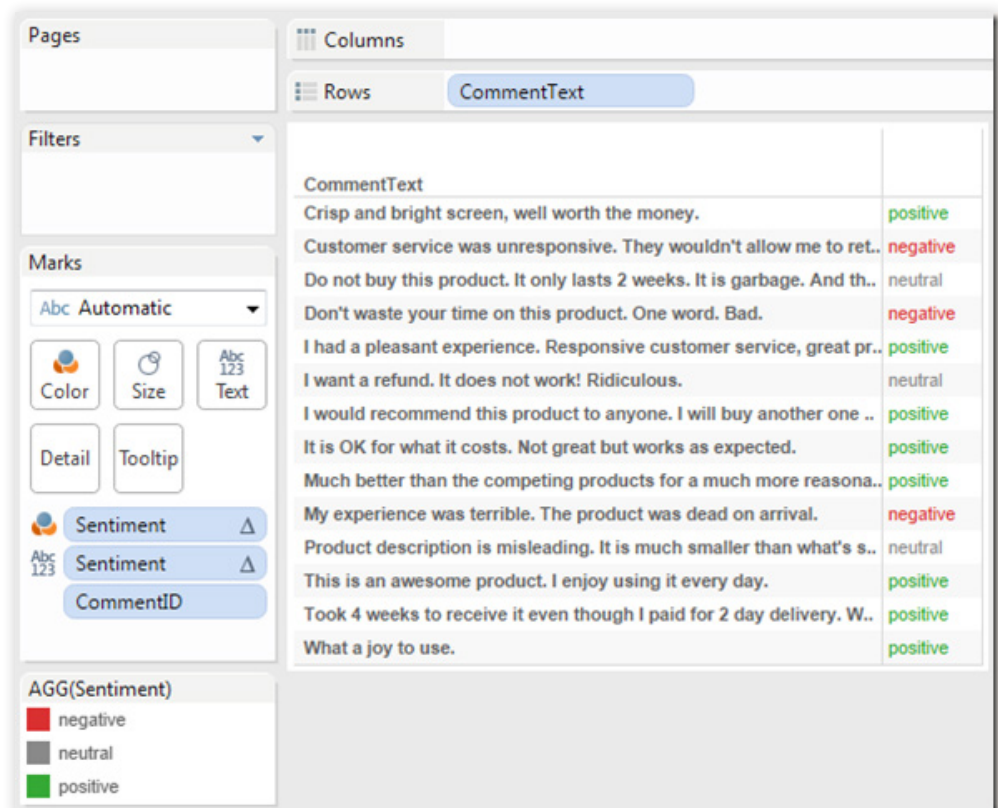 Pages
Columns
Rows CommentText
Filters
CommentText
Crisp and bright screen, well worth the money. positive
Customer service was unresponsive. They wouldn't allow me to ret.. negative
Do not buy this product. It only lasts 2 weeks. It is garbage. And th.. neutral
Don't waste your time on this product. One word. Bad. negative
I had a pleasant experience. Responsive customer service, great pr.. positive
I want a refund. It does not work! Ridiculous. neutral
I would recommend this product to anyone. I will buy another one .. positive
It is OK for what it costs. Not great but works as expected. positive
Much better than the competing products for a much more reasona.. positive
My experience was terrible. The product was dead on arrival. negative
Product description is misleading. It is much smaller than what's s.. neutral
This is an awesome product. I enjoy using it every day. positive
Took 4 weeks to receive it even though I paid for 2 day delivery. W.. positive
What a joy to use. positive
Marks
Abc Automatic
Abc
123
Color Size Text
Detail Tooltip
Sentiment Δ
Abc
123 Sentiment Δ
CommentID
AGG(Sentiment)
negative
neutral
positive